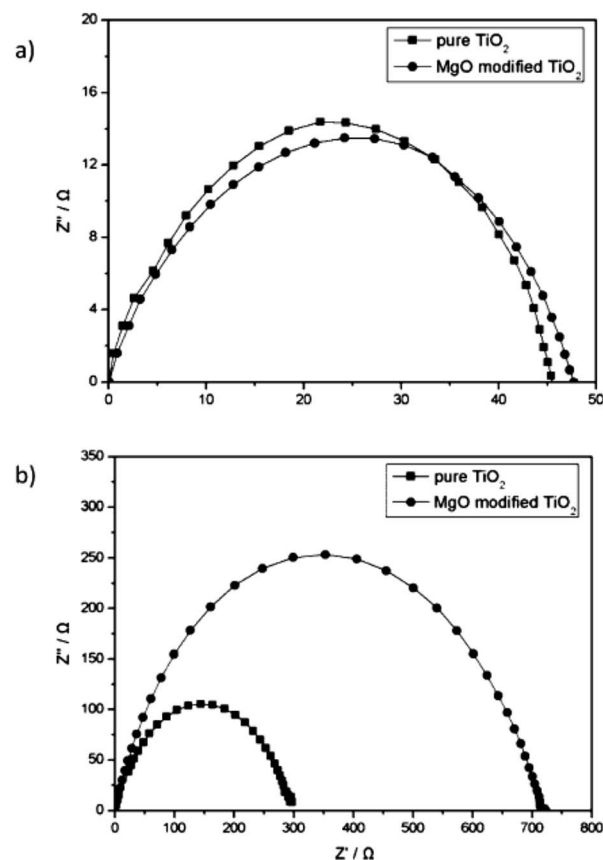 a)
20
16
12
8
4
0
Z" / Ω
pure TiO₂
MgO modified TiO₂
0 10 20 30 40 50
b)
350
300
250
200
150
100
50
0
Z" / Ω
pure TiO₂
MgO modified TiO₂
0 100 200 300 400 500 600 700 800
Z' / Ω